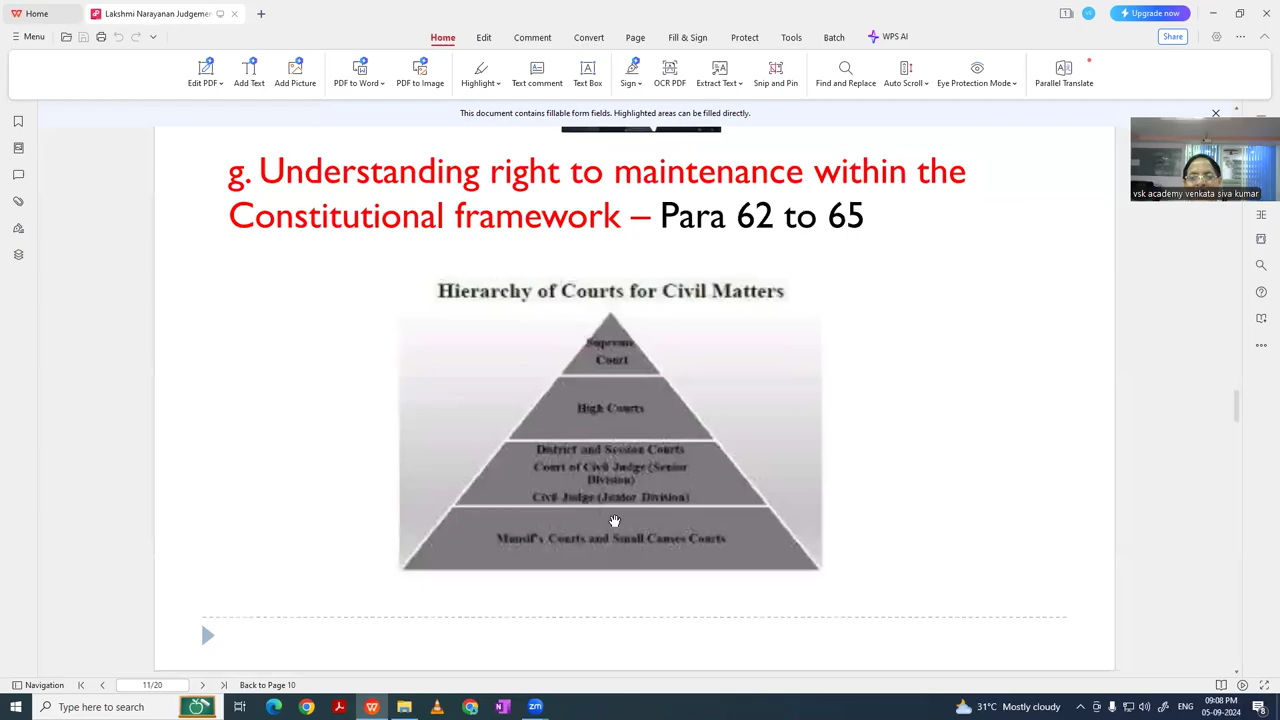 Home
Lakshmi Narayanan Judgemen
Upgrade now
Menu
Home Edit Comment Convert Page Fill & Sign Protect Tools Batch WPS AI
Share
Edit PDF Add Text Add Picture PDF to Word PDF to Image Highlight Text comment Text Box Sign OCR PDF Extract Text Snip and Pin Find and Replace Auto Scroll Eye Protection Mode Parallel Translate
This document contains fillable form fields. Highlighted areas can be filled directly.
vsk academy venkata siva kumar
g. Understanding right to maintenance within the
Constitutional framework – Para 62 to 65
Hierarchy of Courts for Civil Matters
Supreme
Court
High Courts
District and Session Courts
Court of Civil Judge (Senior
Division)
Civil Judge (Junior Division)
Munsif's Courts and Small Causes Courts
Navigation 11/20 Back to Page 10
Type here to search
31°C Mostly cloudy
09:08 PM
05-09-2024